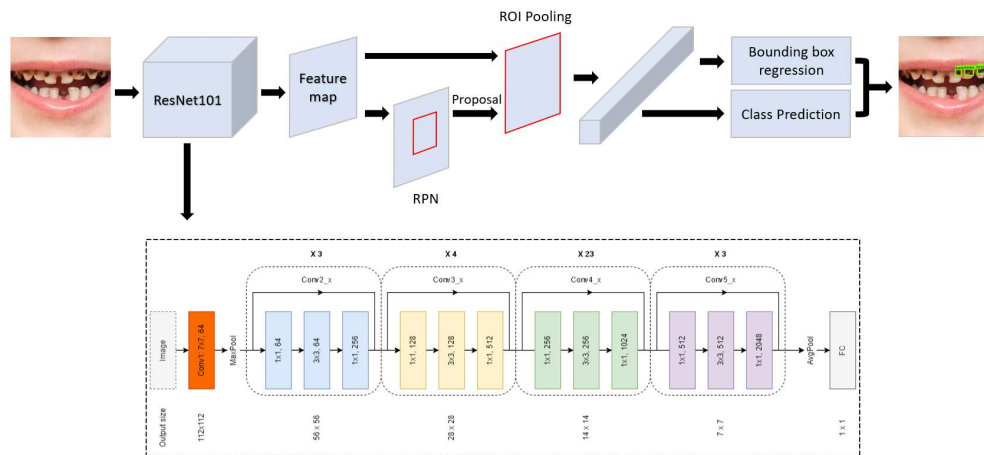 ROI Pooling
ResNet101
Feature
map
Proposal
RPN
Bounding box
regression
Class Prediction
X 3
X 4
X 23
X 3
Conv2_x
Conv3_x
Conv4_x
Conv5_x
Image
Conv1; 7x7, 64
MaxPool
1x1, 64
3x3, 64
1x1, 256
1x1, 128
3x3, 128
1x1, 512
1x1, 256
3x3, 256
1x1, 1024
1x1, 512
3x3, 512
1x1, 2048
AvgPool
FC
Output size
112x112
56 x 56
28 x 28
14 x 14
7 x 7
1 x 1